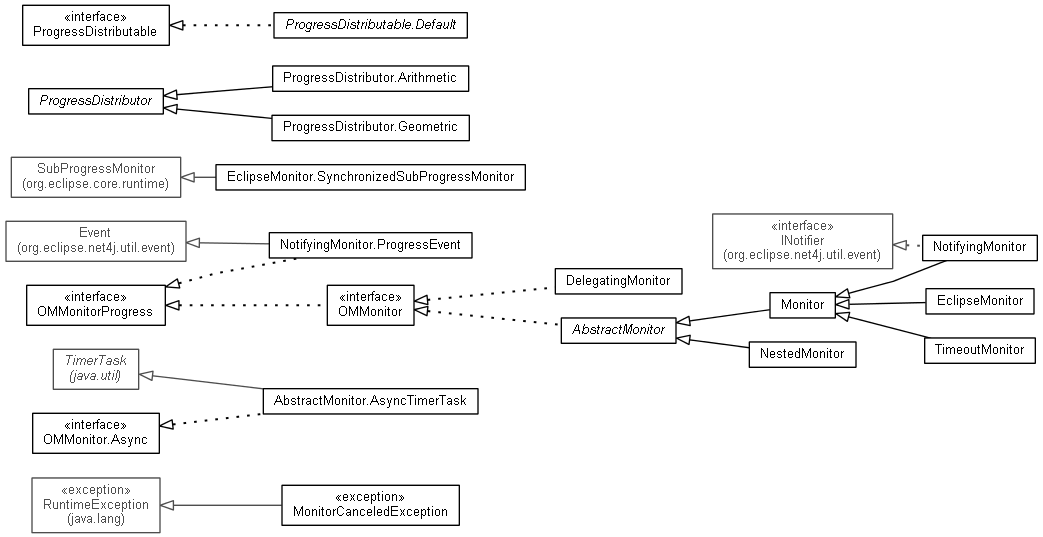 «interface»
ProgressDistributable
ProgressDistributable.Default
ProgressDistributor
ProgressDistributor.Arithmetic
ProgressDistributor.Geometric
SubProgressMonitor
(org.eclipse.core.runtime)
EclipseMonitor.SynchronizedSubProgressMonitor
Event
(org.eclipse.net4j.util.event)
NotifyingMonitor.ProgressEvent
«interface»
INotifier
(org.eclipse.net4j.util.event)
NotifyingMonitor
«interface»
OMMonitorProgress
«interface»
OMMonitor
DelegatingMonitor
AbstractMonitor
Monitor
EclipseMonitor
TimeoutMonitor
NestedMonitor
TimerTask
(java.util)
AbstractMonitor.AsyncTimerTask
«interface»
OMMonitor.Async
«exception»
RuntimeException
(java.lang)
«exception»
MonitorCanceledException